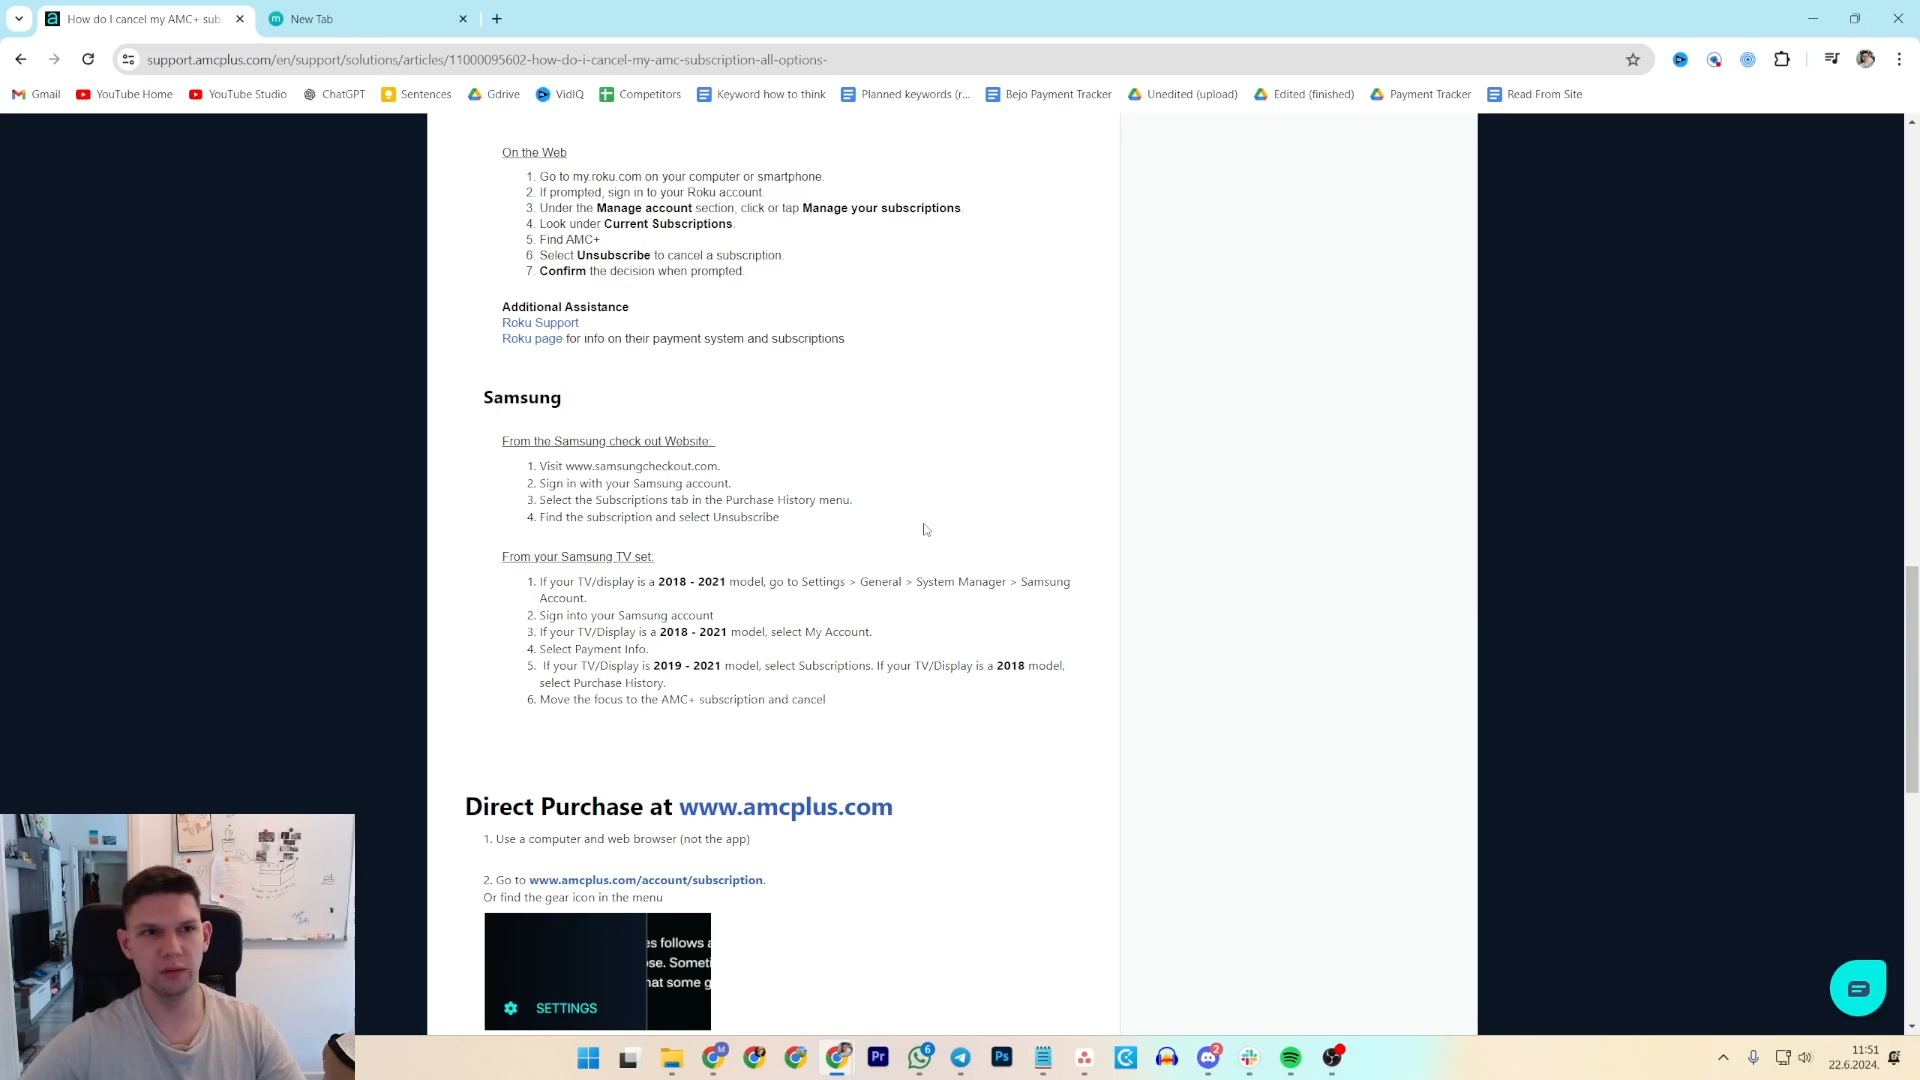 How do I cancel my AMC+ sub
New Tab
support.amcplus.com/en/support/solutions/articles/11000095602-how-do-i-cancel-my-amc-subscription-all-options-
Gmail
YouTube Home
YouTube Studio
ChatGPT
Sentences
Gdrive
VidIQ
Competitors
Keyword how to think
Planned keywords (r...
Bejo Payment Tracker
Unedited (upload)
Edited (finished)
Payment Tracker
Read From Site
On the Web
1. Go to my.roku.com on your computer or smartphone.
2. If prompted, sign in to your Roku account.
3. Under the Manage account section, click or tap Manage your subscriptions.
4. Look under Current Subscriptions.
5. Find AMC+
6. Select Unsubscribe to cancel a subscription.
7. Confirm the decision when prompted.
Additional Assistance
Roku Support
Roku page for info on their payment system and subscriptions
Samsung
From the Samsung check out Website:
1. Visit www.samsungcheckout.com.
2. Sign in with your Samsung account.
3. Select the Subscriptions tab in the Purchase History menu.
4. Find the subscription and select Unsubscribe
From your Samsung TV set:
1. If your TV/display is a 2018 - 2021 model, go to Settings > General > System Manager > Samsung
Account.
2. Sign into your Samsung account
3. If your TV/Display is a 2018 - 2021 model, select My Account.
4. Select Payment Info.
5. If your TV/Display is 2019 - 2021 model, select Subscriptions. If your TV/Display is a 2018 model,
select Purchase History.
6. Move the focus to the AMC+ subscription and cancel
Direct Purchase at www.amcplus.com
1. Use a computer and web browser (not the app)
2. Go to www.amcplus.com/account/subscription.
Or find the gear icon in the menu
es follows a
ose. Someti
hat some g
SETTINGS
M
Pr
6
Ps
2
11:51
22.6.2024.